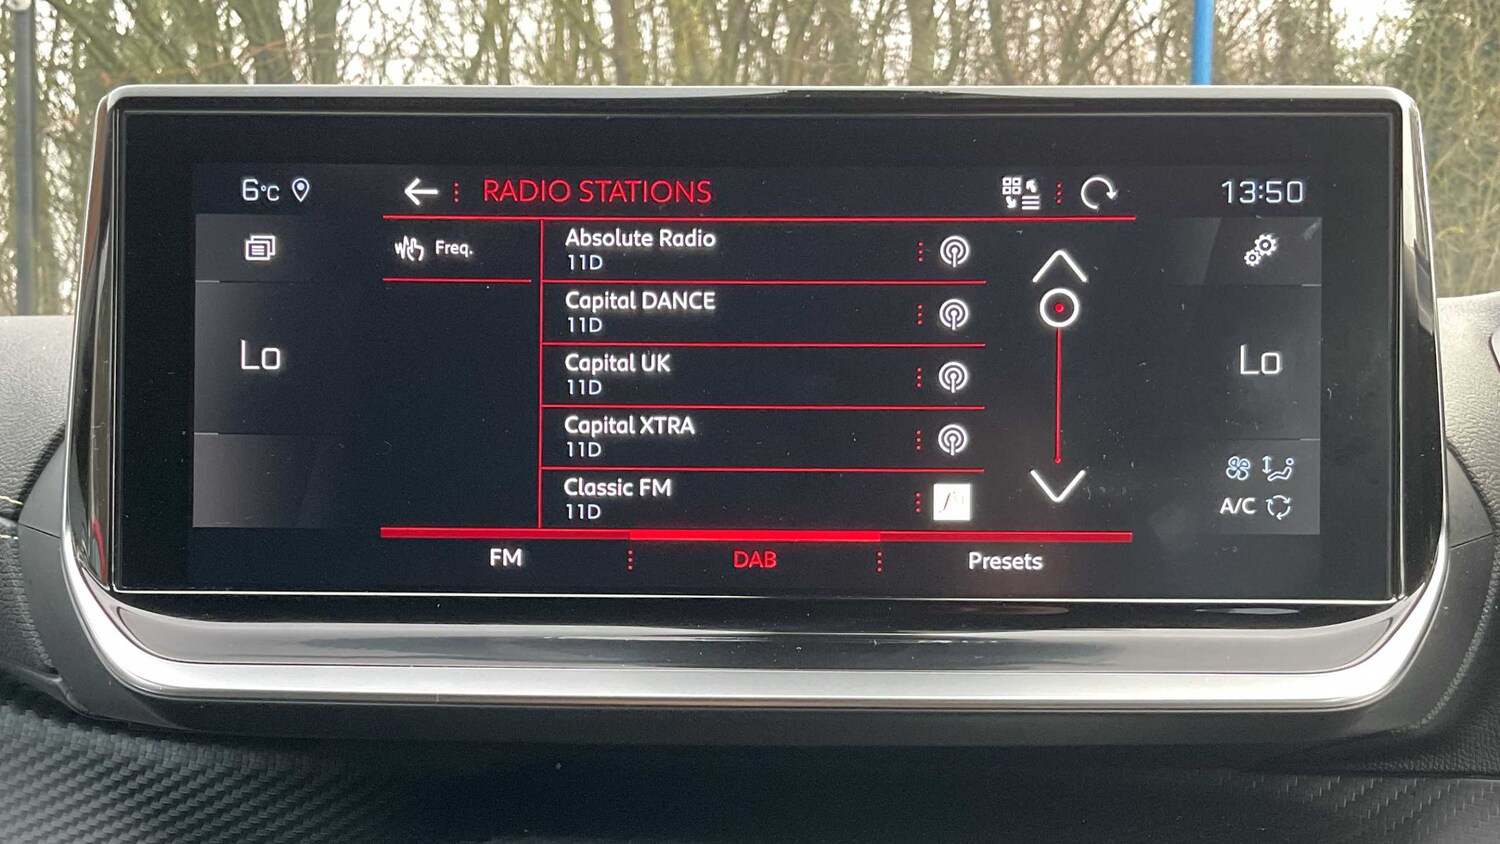 6°C
RADIO STATIONS
13:50
Freq.
Absolute Radio
11D
Capital DANCE
11D
Lo
Capital UK
11D
Lo
Capital XTRA
11D
Classic FM
11D
A/C
FM
DAB
Presets